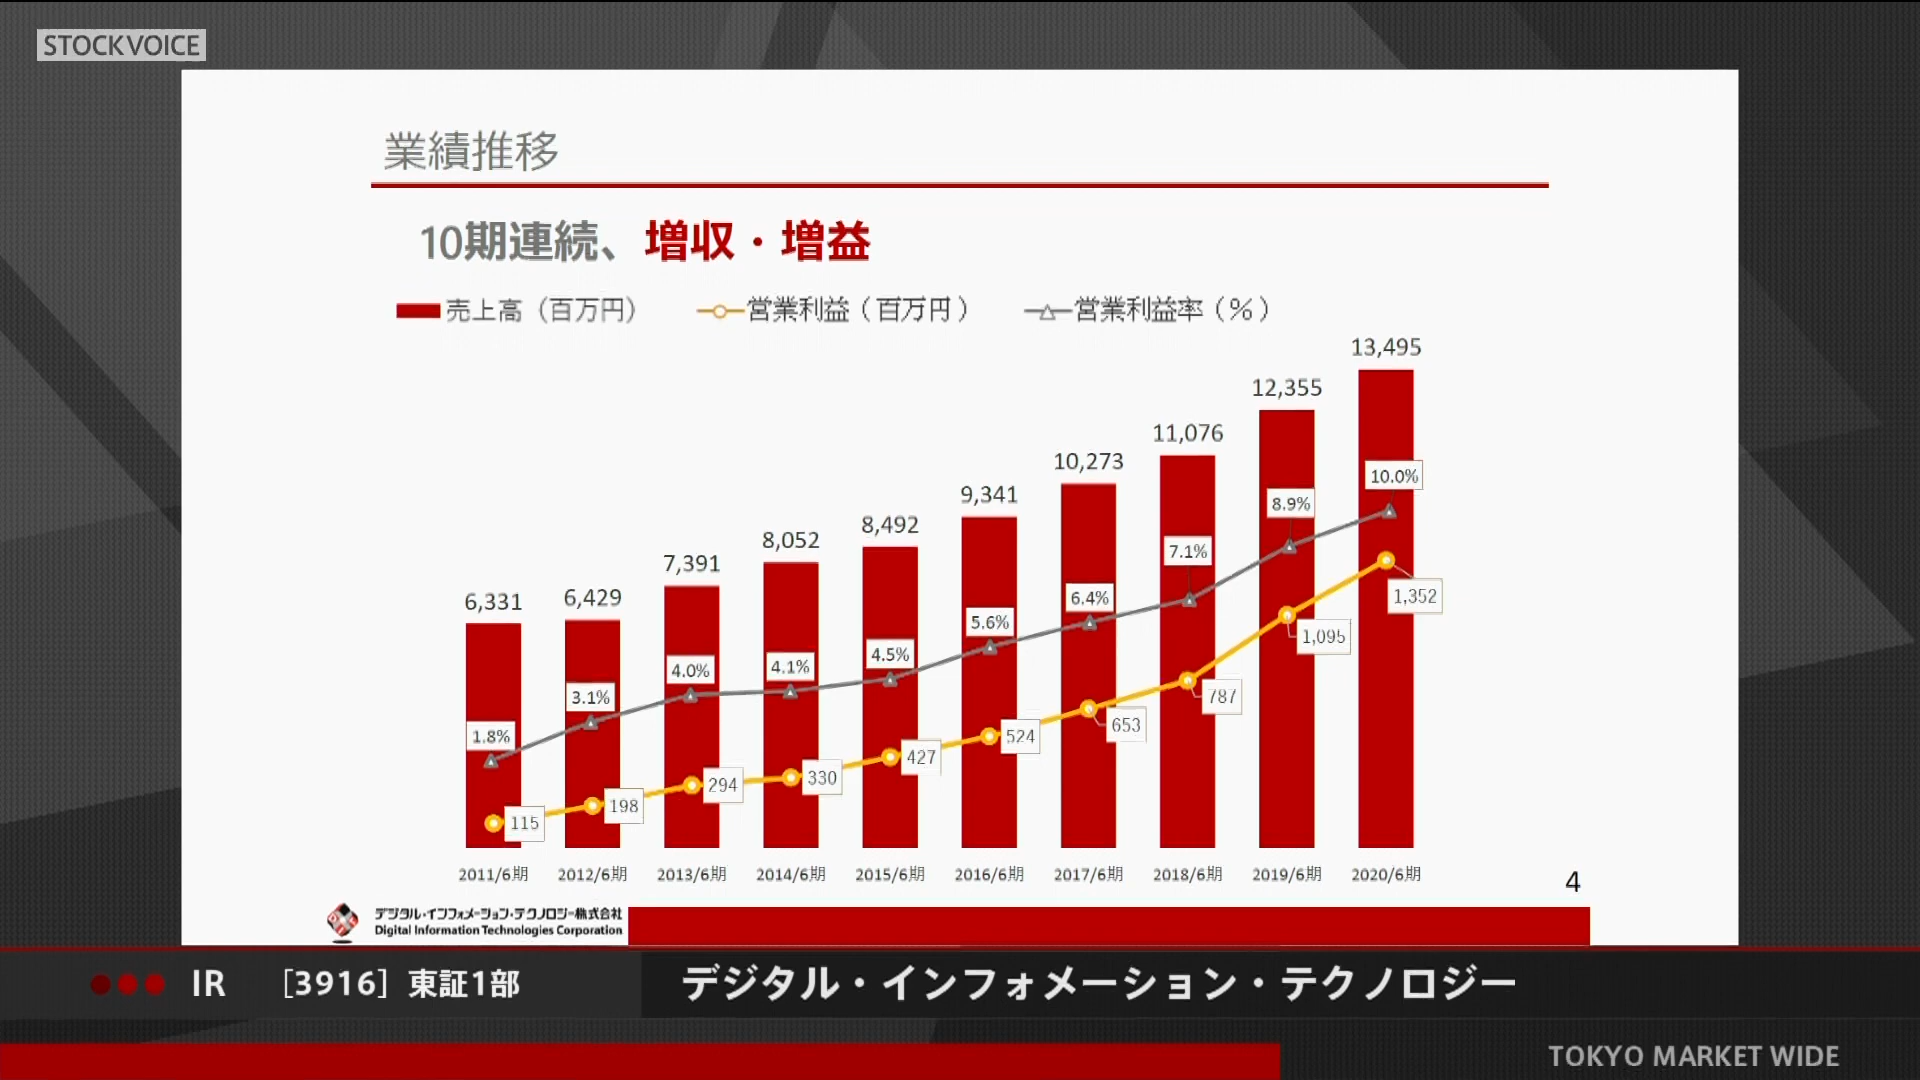 STOCKVOICE
業績推移
10期連続、増収・増益
売上高（百万円） 営業利益（百万円） 営業利益率（%）
13,495
12,355
11,076
10,273
9,341
8,492
8,052
7,391
6,429
6,331
1.8% 3.1% 4.0% 4.1% 4.5% 5.6% 6.4% 7.1% 8.9% 10.0%
115 198 294 330 427 524 653 787 1,095 1,352
2011/6期 2012/6期 2013/6期 2014/6期 2015/6期 2016/6期 2017/6期 2018/6期 2019/6期 2020/6期
4
デジタル・インフォメーション・テクノロジー株式会社
Digital Information Technologies Corporation
IR [3916] 東証1部 デジタル・インフォメーション・テクノロジー
TOKYO MARKET WIDE